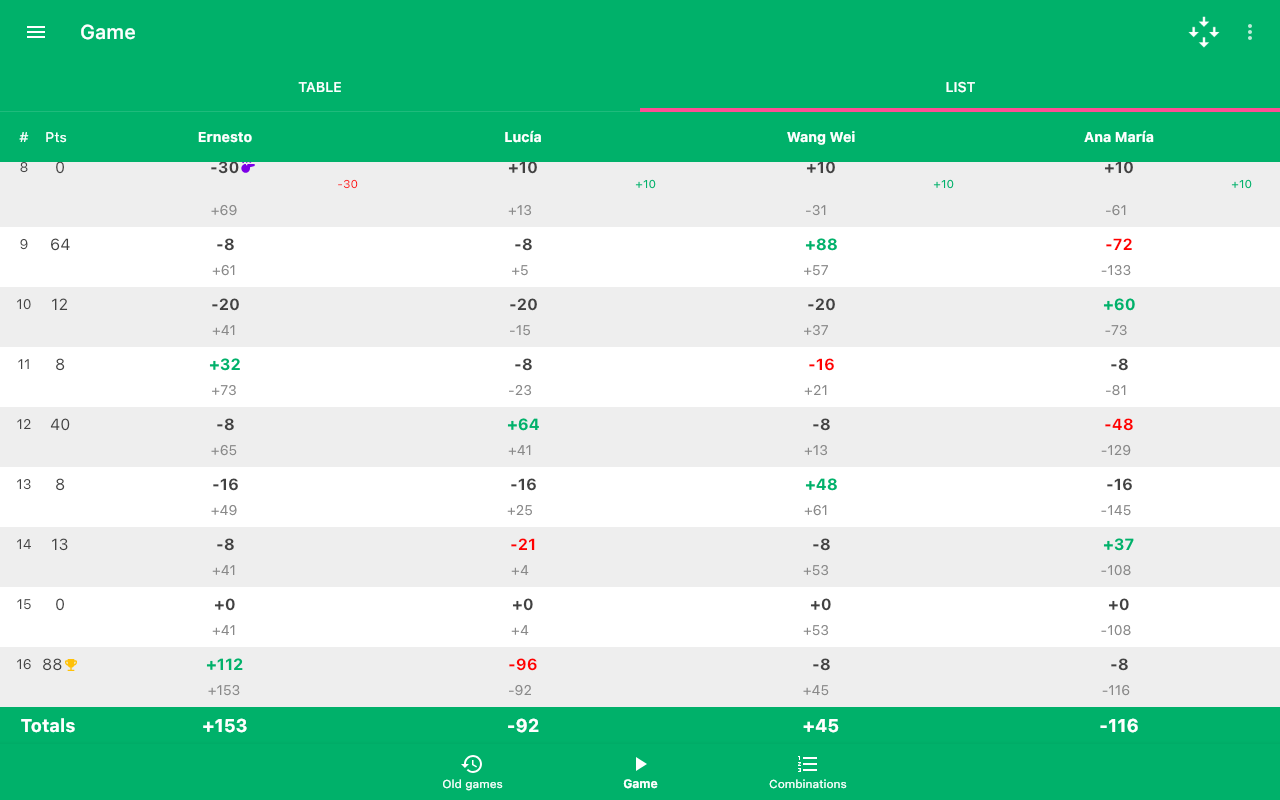 Game
TABLE LIST
# Pts Ernesto Lucía Wang Wei Ana María
8 0 -30 +10 +10 +10
-30 +10 +10 +10
+69 +13 -31 -61
9 64 -8 -8 +88 -72
+61 +5 +57 -133
10 12 -20 -20 -20 +60
+41 -15 +37 -73
11 8 +32 -8 -16 -8
+73 -23 +21 -81
12 40 -8 +64 -8 -48
+65 +41 +13 -129
13 8 -16 -16 +48 -16
+49 +25 +61 -145
14 13 -8 -21 -8 +37
+41 +4 +53 -108
15 0 +0 +0 +0 +0
+41 +4 +53 -108
16 88 +112 -96 -8 -8
+153 -92 +45 -116
Totals +153 -92 +45 -116
Old games Game Combinations